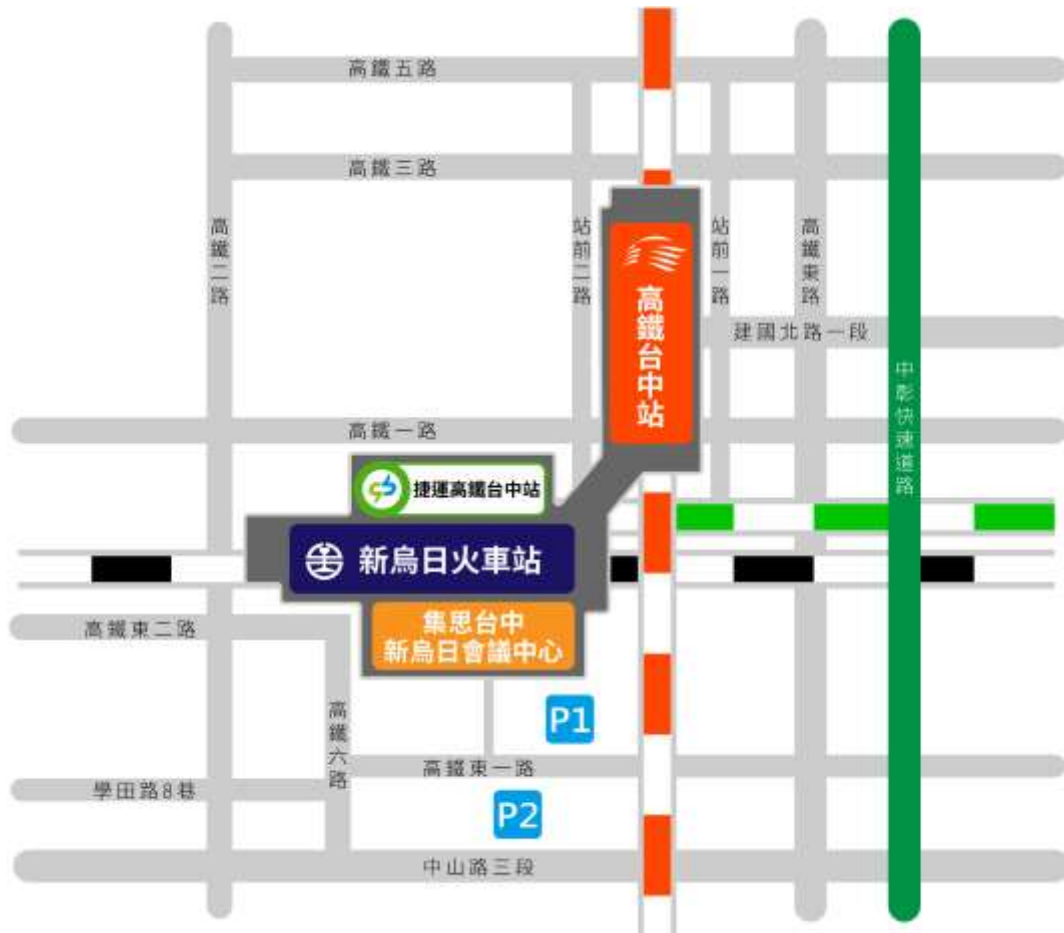 高鐵五路
高鐵三路
高鐵二路
站前二路
站前一路
高鐵東路
高鐵台中站
建國北路一段
中彰快速道路
高鐵一路
捷運高鐵台中站
新烏日火車站
集思台中
新烏日會議中心
高鐵東二路
高鐵六路
P1
高鐵東一路
學田路8巷
P2
中山路三段